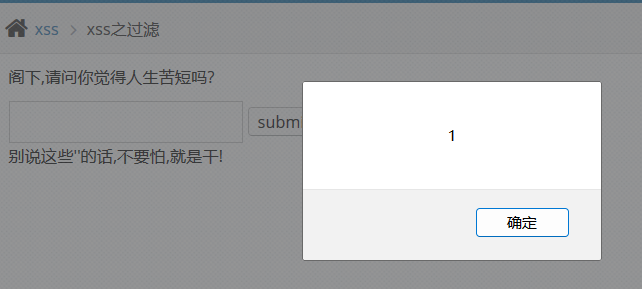 xss > xss之过滤
阁下,请问你觉得人生苦短吗?
submi
别说这些''的话,不要怕,就是干!
1
确定